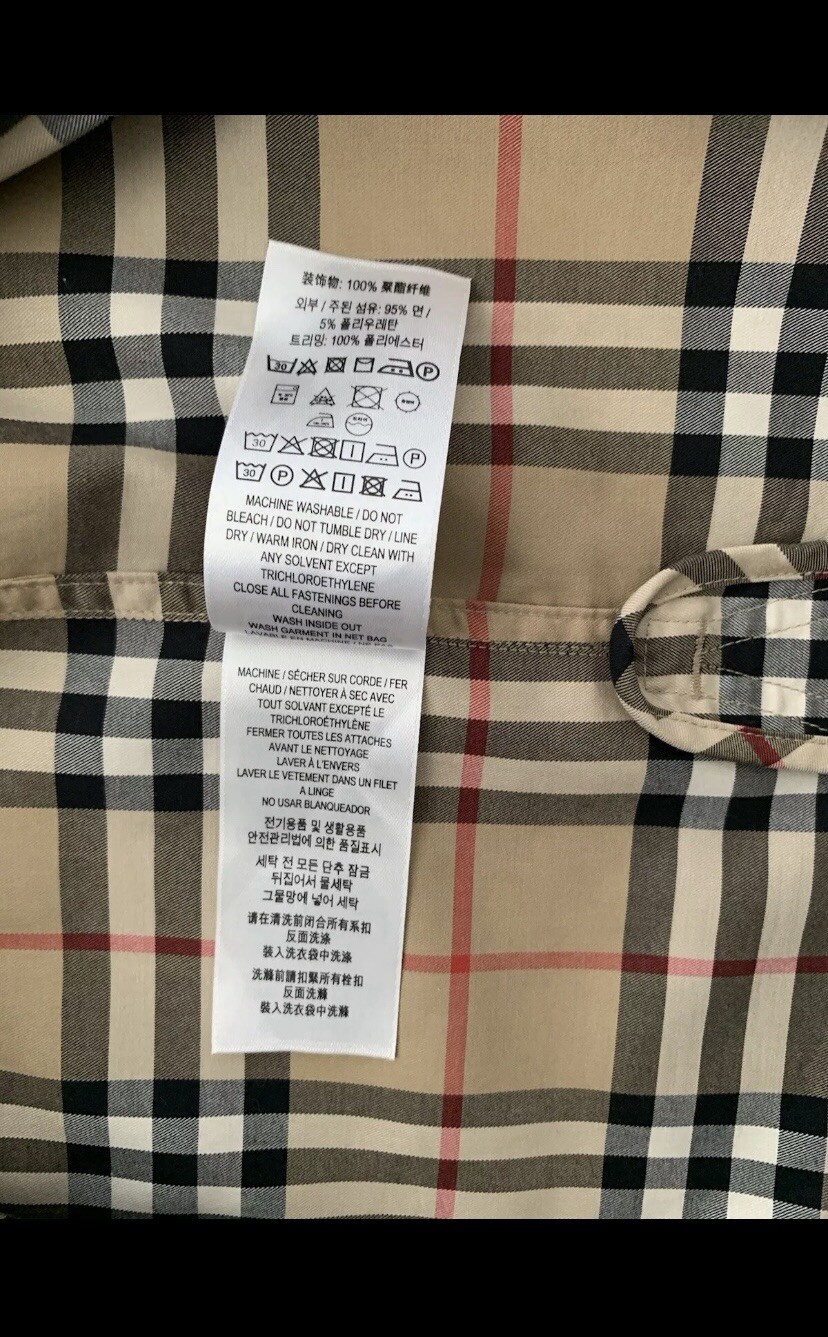 装饰物: 100% 聚酯纤维
외부 / 주된 섬유: 95% 면 /
5% 폴리우레탄
트리밍: 100% 폴리에스터
30 P
30 P
30 P
MACHINE WASHABLE / DO NOT
BLEACH / DO NOT TUMBLE DRY / LINE
DRY / WARM IRON / DRY CLEAN WITH
ANY SOLVENT EXCEPT
TRICHLOROETHYLENE
CLOSE ALL FASTENINGS BEFORE
CLEANING
WASH INSIDE OUT
WASH GARMENT IN NET BAG
LAVABLE EN MACHINE / NE PAS
MACHINE / SÉCHER SUR CORDE / FER
CHAUD / NETTOYER À SEC AVEC
TOUT SOLVANT EXCEPTÉ LE
TRICHLOROÉTHYLÈNE
FERMER TOUTES LES ATTACHES
AVANT LE NETTOYAGE
LAVER À L'ENVERS
LAVER LE VETEMENT DANS UN FILET
A LINGE
NO USAR BLANQUEADOR
전기용품 및 생활용품
안전관리법에 의한 품질표시
세탁 전 모든 단추 잠금
뒤집어서 물세탁
그물망에 넣어 세탁
请在清洗前闭合所有系扣
反面洗涤
装入洗衣袋中洗涤
洗滌前請扣緊所有栓扣
反面洗滌
裝入洗衣袋中洗滌